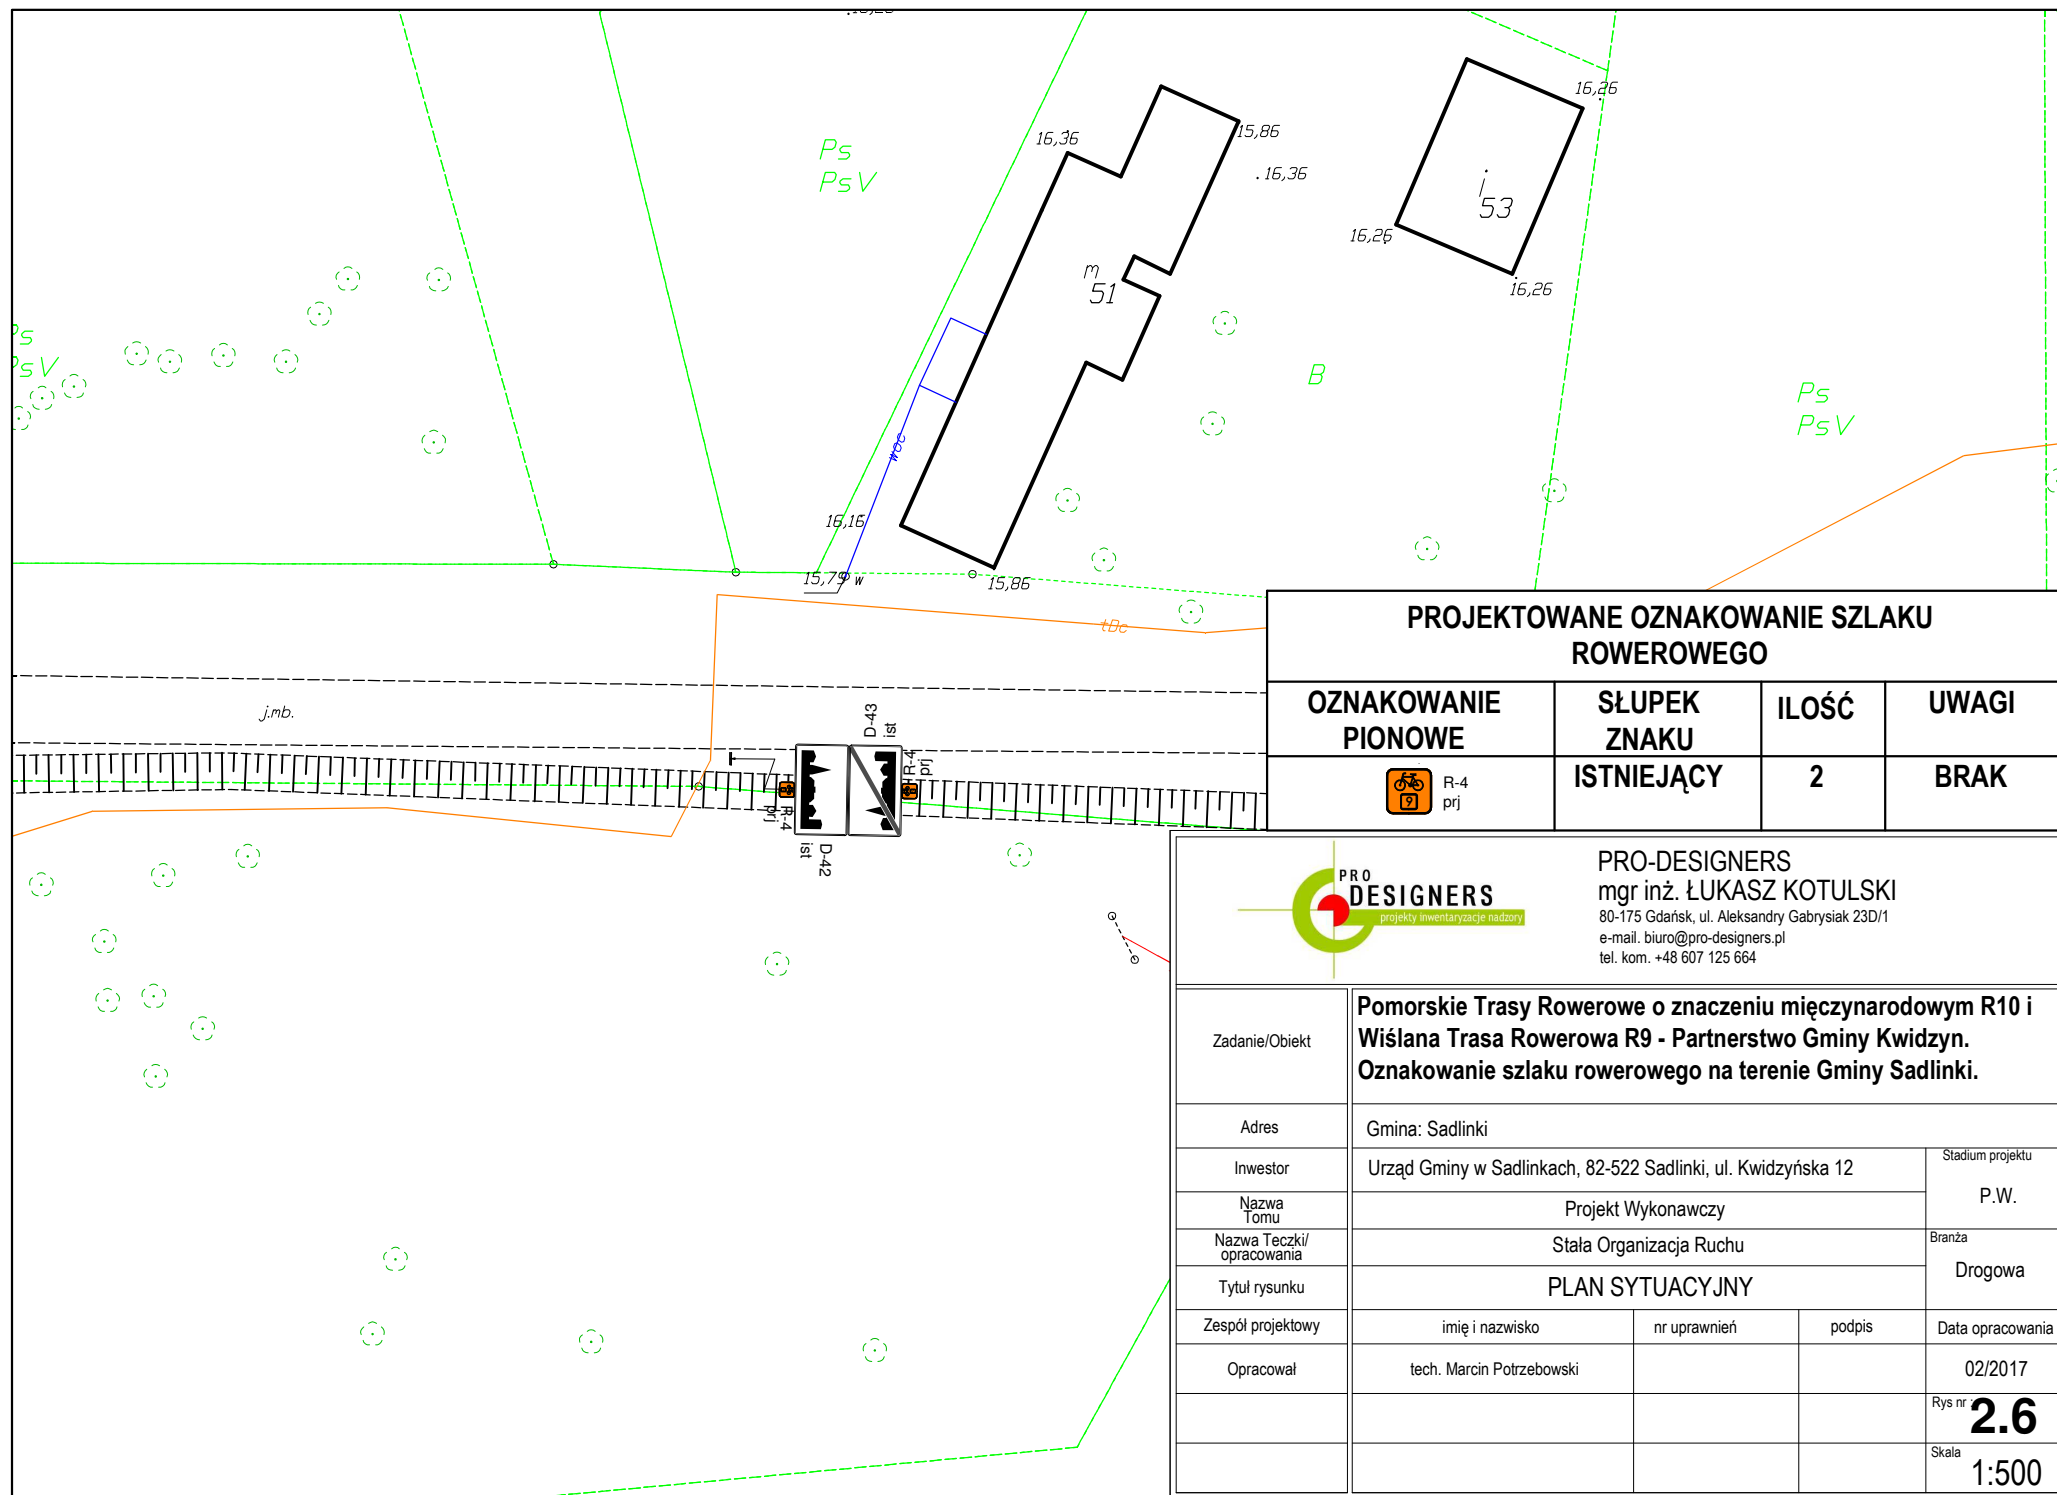 16,36
15,86
16,36
16,26
16,26
16,26
i
53
m
51
Ps
PsV
Ps
PsV
B
Ps
PsV
woc
16,16
15,79
w
15,86
tDc
j.mb.
D-43
ist
R-4
prj
R-4
prj
D-42
ist
PROJEKTOWANE OZNAKOWANIE SZLAKU
ROWEROWEGO
OZNAKOWANIE
PIONOWE
SŁUPEK
ZNAKU
ILOŚĆ
UWAGI
9
R-4
prj
ISTNIEJĄCY
2
BRAK
PRO
DESIGNERS
projekty inwentaryzacje nadzory
PRO-DESIGNERS
mgr inż. ŁUKASZ KOTULSKI
80-175 Gdańsk, ul. Aleksandry Gabrysiak 23D/1
e-mail. biuro@pro-designers.pl
tel. kom. +48 607 125 664
Zadanie/Obiekt
Pomorskie Trasy Rowerowe o znaczeniu mięczynarodowym R10 i
Wiślana Trasa Rowerowa R9 - Partnerstwo Gminy Kwidzyn.
Oznakowanie szlaku rowerowego na terenie Gminy Sadlinki.
Adres
Gmina: Sadlinki
Inwestor
Urząd Gminy w Sadlinkach, 82-522 Sadlinki, ul. Kwidzyńska 12
Stadium projektu
P.W.
Nazwa
Tomu
Projekt Wykonawczy
Nazwa Teczki/
opracowania
Stała Organizacja Ruchu
Branża
Drogowa
Tytuł rysunku
PLAN SYTUACYJNY
Zespół projektowy
imię i nazwisko
nr uprawnień
podpis
Data opracowania
Opracował
tech. Marcin Potrzebowski
02/2017
Rys nr :
2.6
Skala
1:500